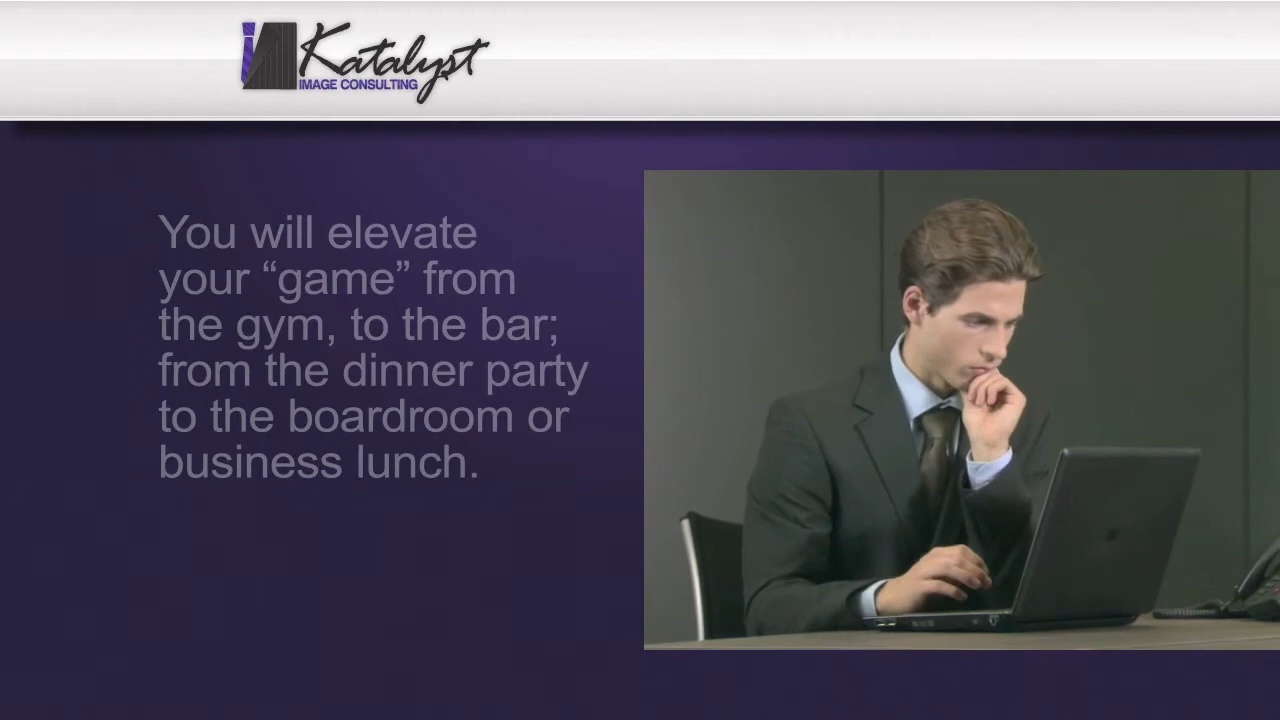 Katalyst
IMAGE CONSULTING
You will elevate
your “game” from
the gym, to the bar;
from the dinner party
to the boardroom or
business lunch.